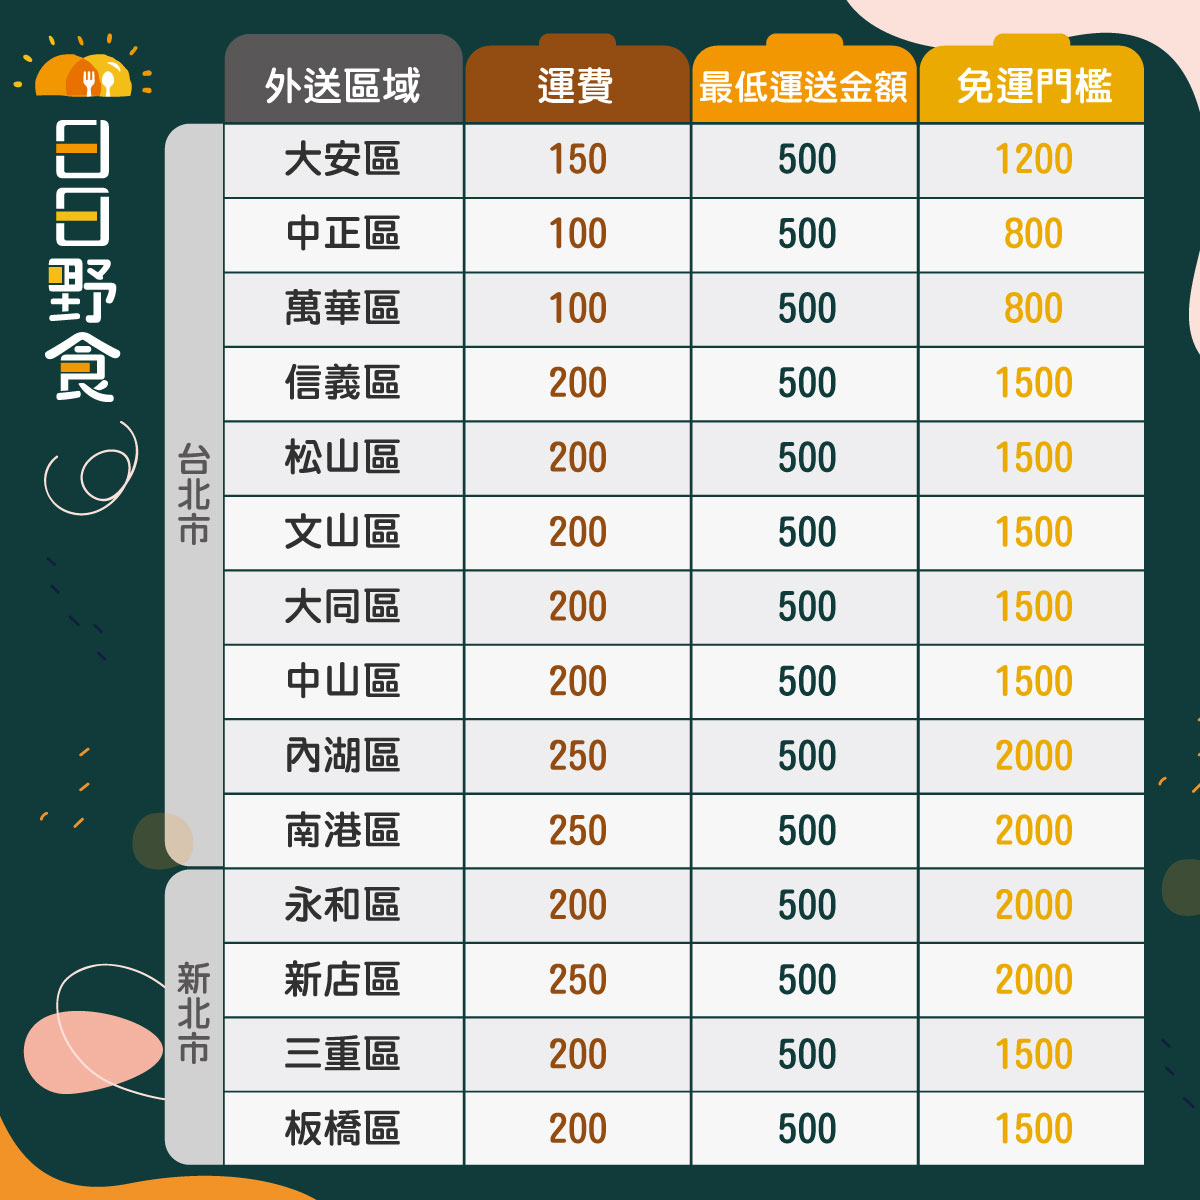 日日野食
外送區域 運費 最低運送金額 免運門檻
台北市
大安區 150 500 1200
中正區 100 500 800
萬華區 100 500 800
信義區 200 500 1500
松山區 200 500 1500
文山區 200 500 1500
大同區 200 500 1500
中山區 200 500 1500
內湖區 250 500 2000
南港區 250 500 2000
新北市
永和區 200 500 2000
新店區 250 500 2000
三重區 200 500 1500
板橋區 200 500 1500